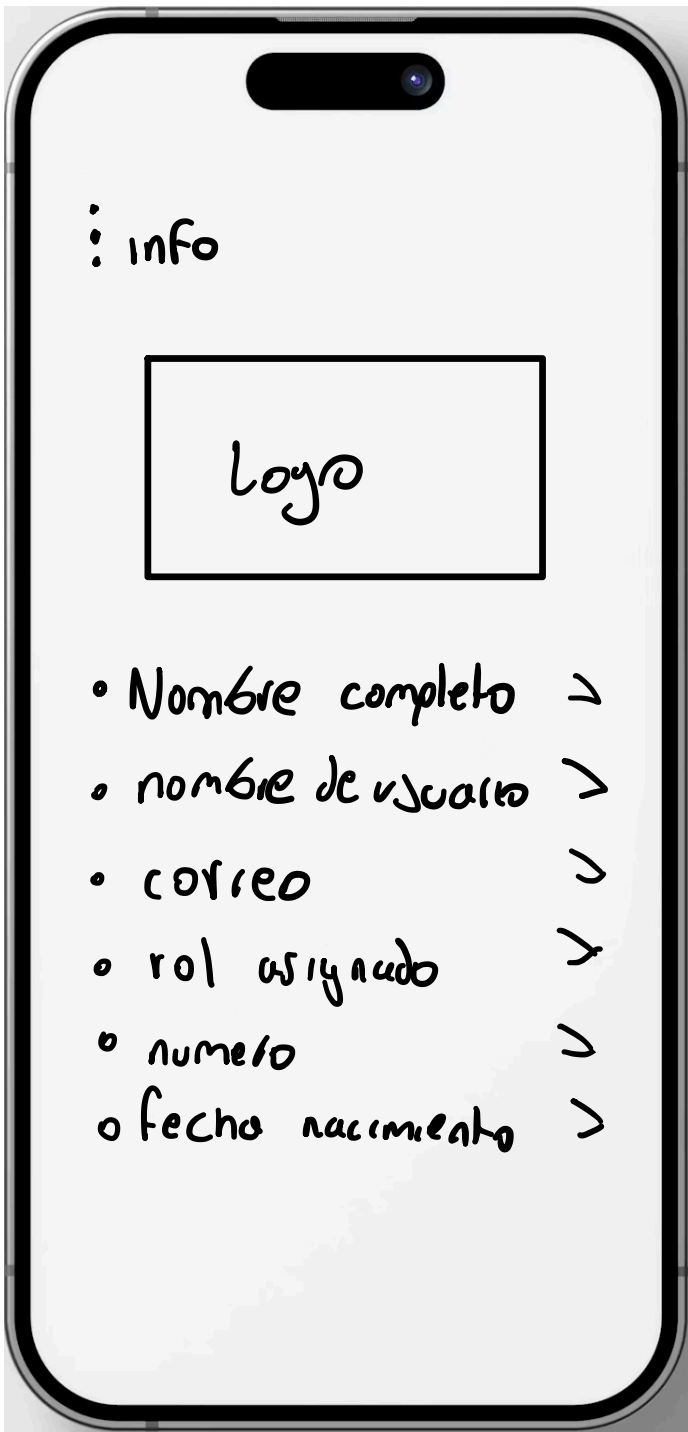 ⋮ info
Logo
• Nombre completo >
• nombre de usuario >
• correo >
• rol asignado >
• numero >
• fecha nacimiento >